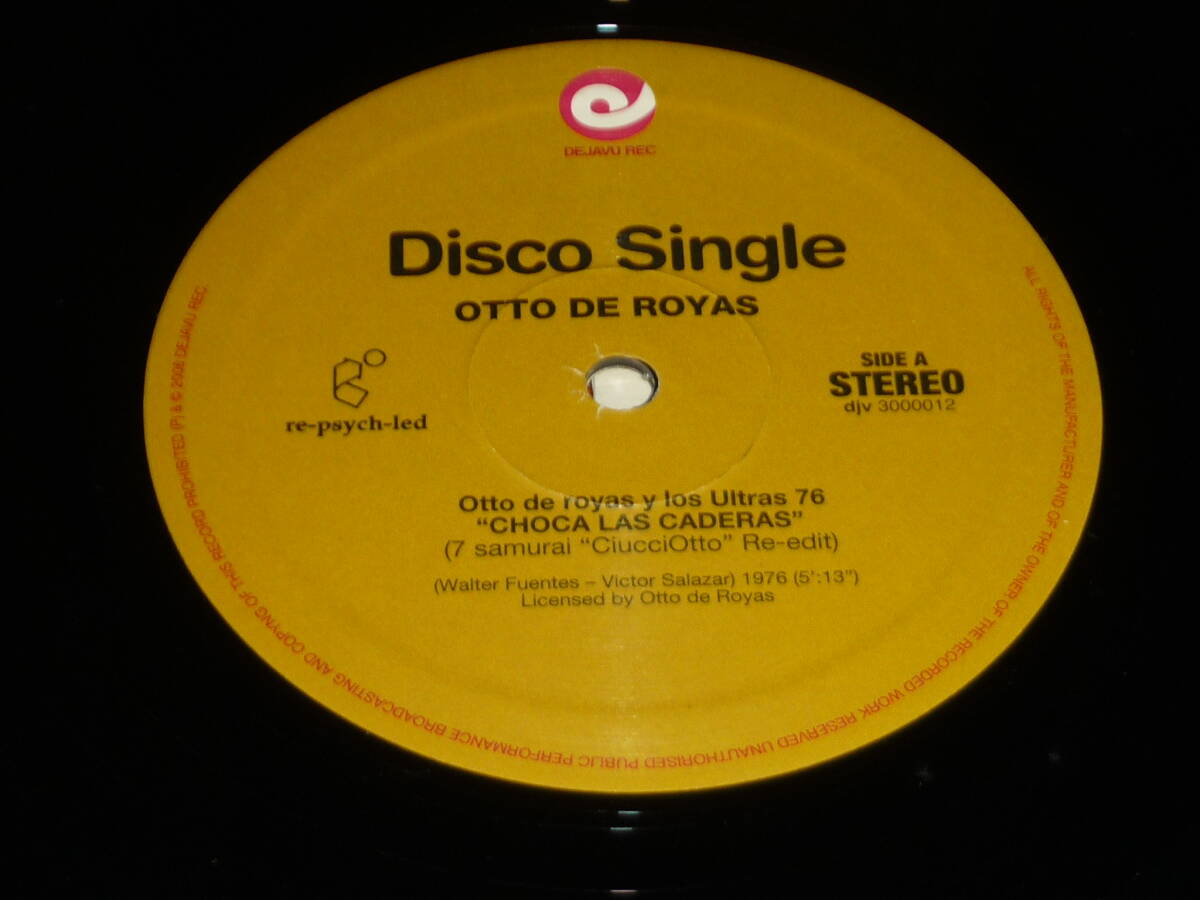 DEJAVU REC
Disco Single
OTTO DE ROYAS
re-psych-led
SIDE A
STEREO
djv 3000012
Otto de royas y los Ultras 76
“CHOCA LAS CADERAS”
(7 samurai “CiucciOtto” Re-edit)
(Walter Fuentes – Victor Salazar) 1976 (5':13”)
Licensed by Otto de Royas
ALL RIGHTS OF THE MANUFACTURER AND OF THE OWNER OF THE RECORDED WORK RESERVED UNAUTHORISED PUBLIC PERFORMANCE BROADCASTING AND COPYNG OF THIS RECORD PROHIBITED (P) & © 2008 DEJAVU REC